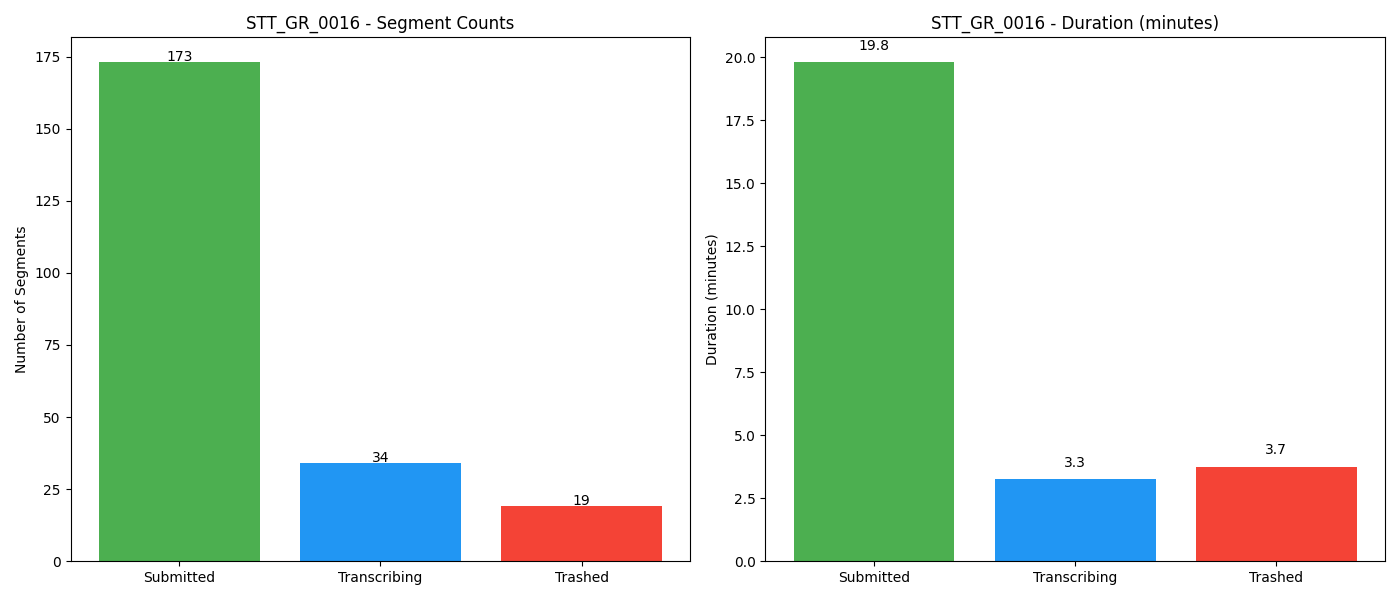 STT_GR_0016 - Segment Counts
Number of Segments
175
150
125
100
75
50
25
0
173
34
19
Submitted
Transcribing
Trashed
STT_GR_0016 - Duration (minutes)
Duration (minutes)
20.0
17.5
15.0
12.5
10.0
7.5
5.0
2.5
0.0
19.8
3.3
3.7
Submitted
Transcribing
Trashed